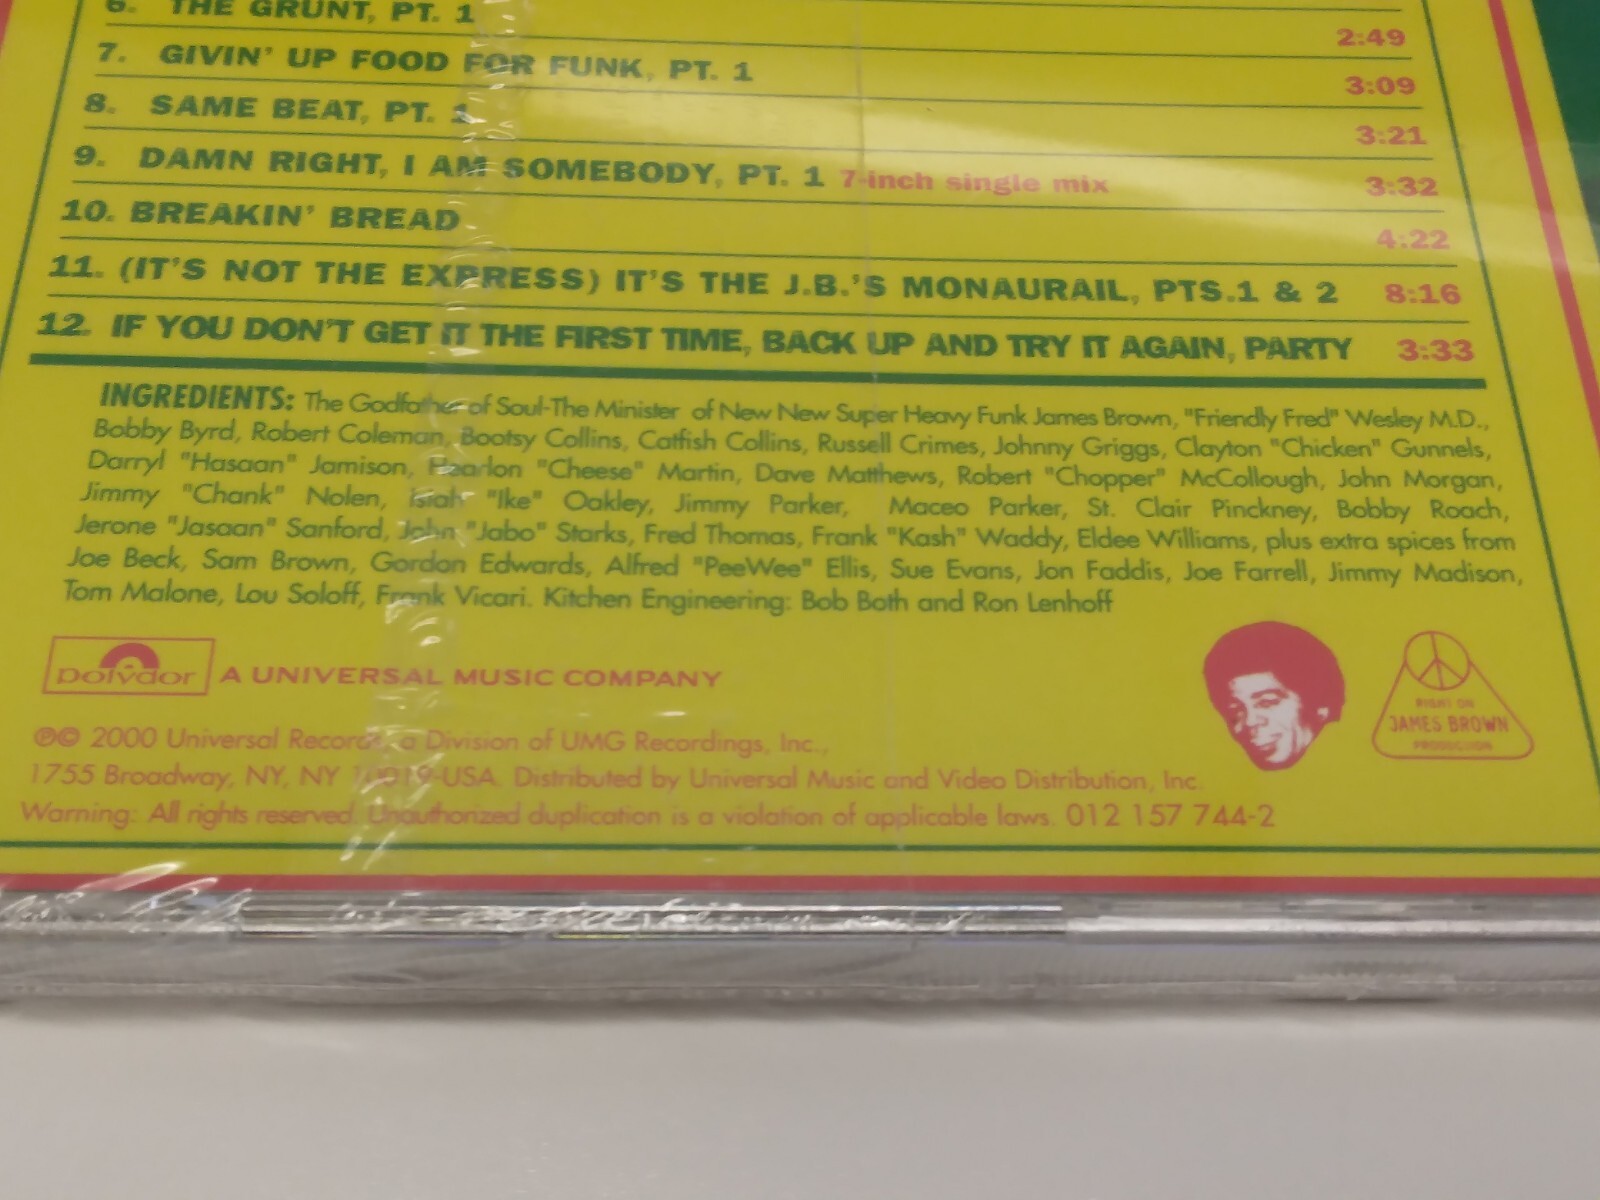 6. THE GRUNT, PT. 1 2:49
7. GIVIN' UP FOOD FOR FUNK, PT. 1 3:09
8. SAME BEAT, PT. 1 3:21
9. DAMN RIGHT, I AM SOMEBODY, PT. 1 7-inch single mix 3:32
10. BREAKIN' BREAD 4:22
11. (IT'S NOT THE EXPRESS) IT'S THE J.B.'S MONAURAIL, PTS.1 & 2 8:16
12. IF YOU DON'T GET IT THE FIRST TIME, BACK UP AND TRY IT AGAIN, PARTY 3:33
INGREDIENTS: The Godfather of Soul-The Minister of New New Super Heavy Funk James Brown, "Friendly Fred" Wesley M.D.,
Bobby Byrd, Robert Coleman, Bootsy Collins, Catfish Collins, Russell Crimes, Johnny Griggs, Clayton "Chicken" Gunnels,
Darryl "Hasaan" Jamison, Hearlon "Cheese" Martin, Dave Matthews, Robert "Chopper" McCollough, John Morgan,
Jimmy "Chank" Nolen, Isiah "Ike" Oakley, Jimmy Parker, Maceo Parker, St. Clair Pinckney, Bobby Roach,
Jerone "Jasaan" Sanford, John "Jabo" Starks, Fred Thomas, Frank "Kash" Waddy, Eldee Williams, plus extra spices from
Joe Beck, Sam Brown, Gordon Edwards, Alfred "PeeWee" Ellis, Sue Evans, Jon Faddis, Joe Farrell, Jimmy Madison,
Tom Malone, Lou Soloff, Frank Vicari. Kitchen Engineering: Bob Both and Ron Lenhoff
polydor A UNIVERSAL MUSIC COMPANY
RIGHT ON
JAMES BROWN
PRODUCTION
℗© 2000 Universal Records, a Division of UMG Recordings, Inc.,
1755 Broadway, NY, NY 10019-USA. Distributed by Universal Music and Video Distribution, Inc.
Warning: All rights reserved. Unauthorized duplication is a violation of applicable laws. 012 157 744-2